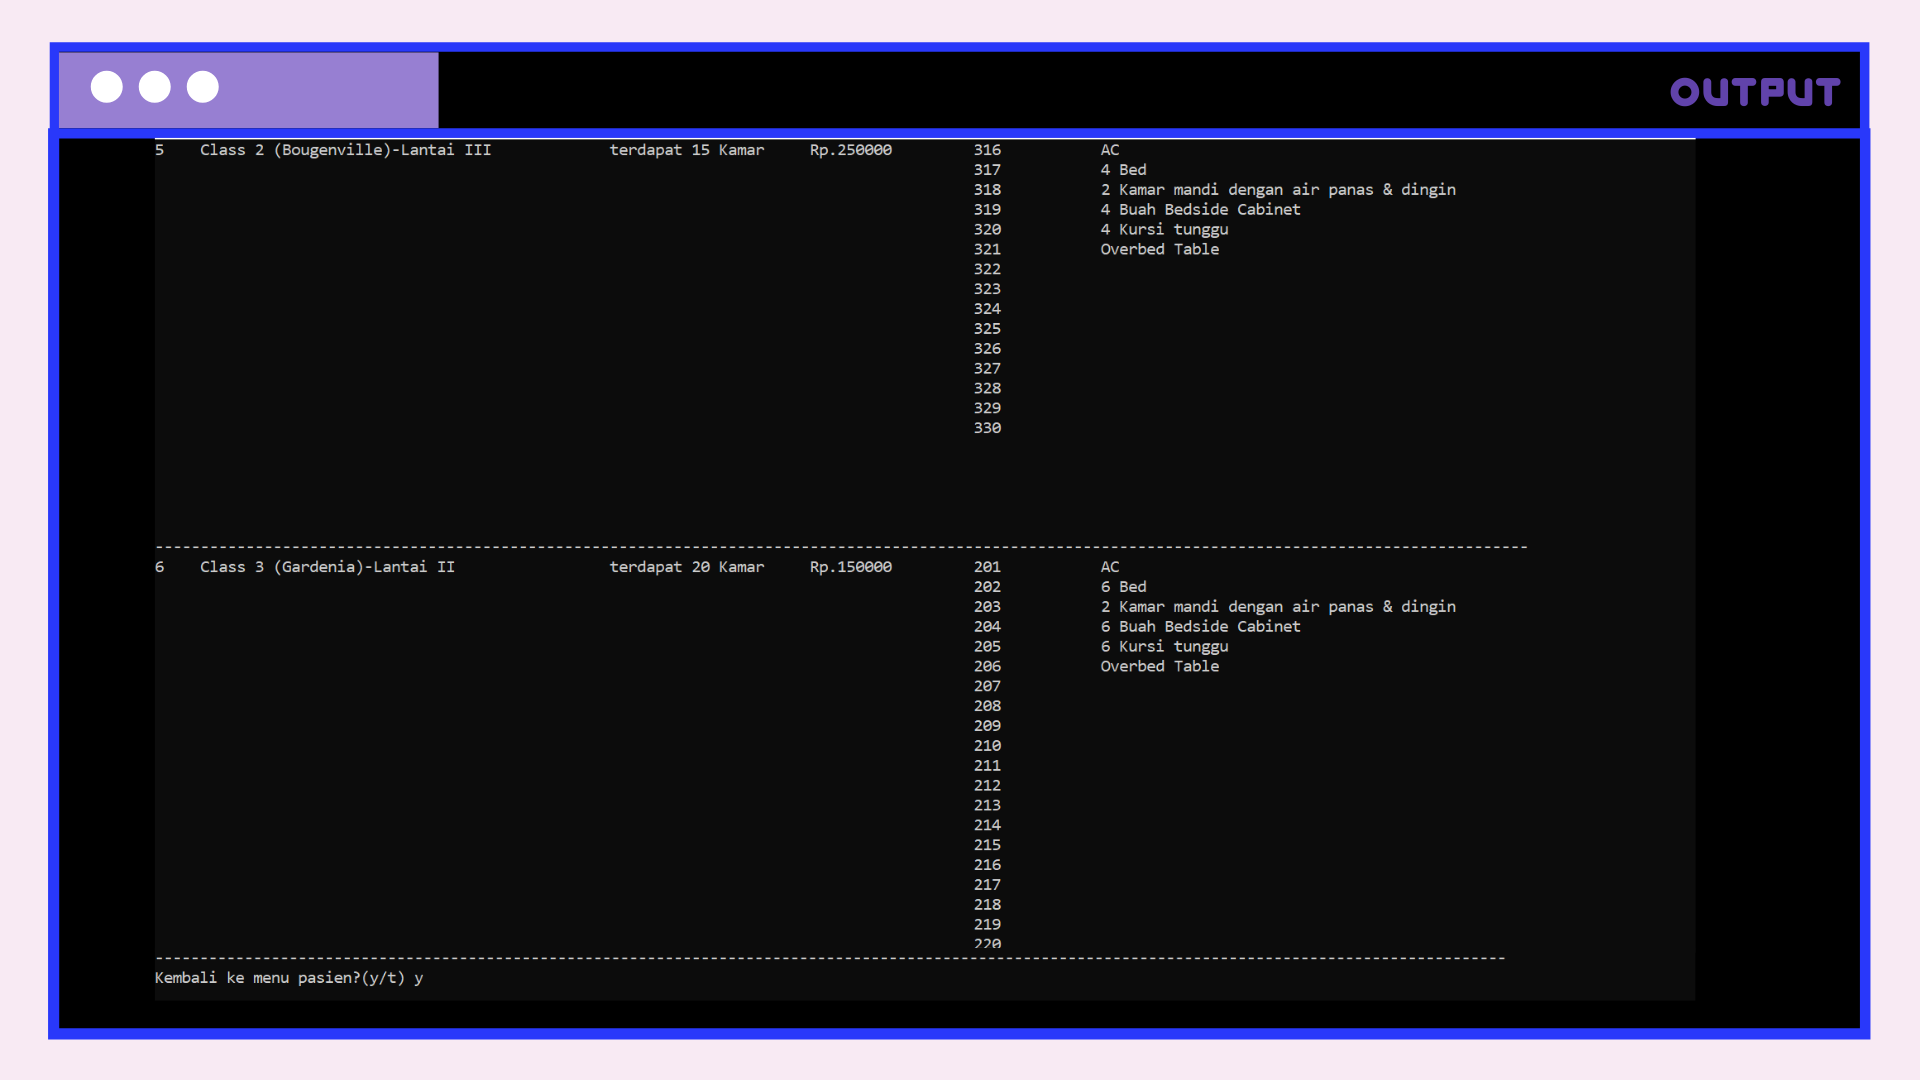 OUTPUT
5 Class 2 (Bougenville)-Lantai III terdapat 15 Kamar Rp.250000 316 AC
317 4 Bed
318 2 Kamar mandi dengan air panas & dingin
319 4 Buah Bedside Cabinet
320 4 Kursi tunggu
321 Overbed Table
322
323
324
325
326
327
328
329
330
------------------------------------------------------------------------------------------------------------------------------------------------------
6 Class 3 (Gardenia)-Lantai II terdapat 20 Kamar Rp.150000 201 AC
202 6 Bed
203 2 Kamar mandi dengan air panas & dingin
204 6 Buah Bedside Cabinet
205 6 Kursi tunggu
206 Overbed Table
207
208
209
210
211
212
213
214
215
216
217
218
219
220
------------------------------------------------------------------------------------------------------------------------------------------------------
Kembali ke menu pasien?(y/t) y